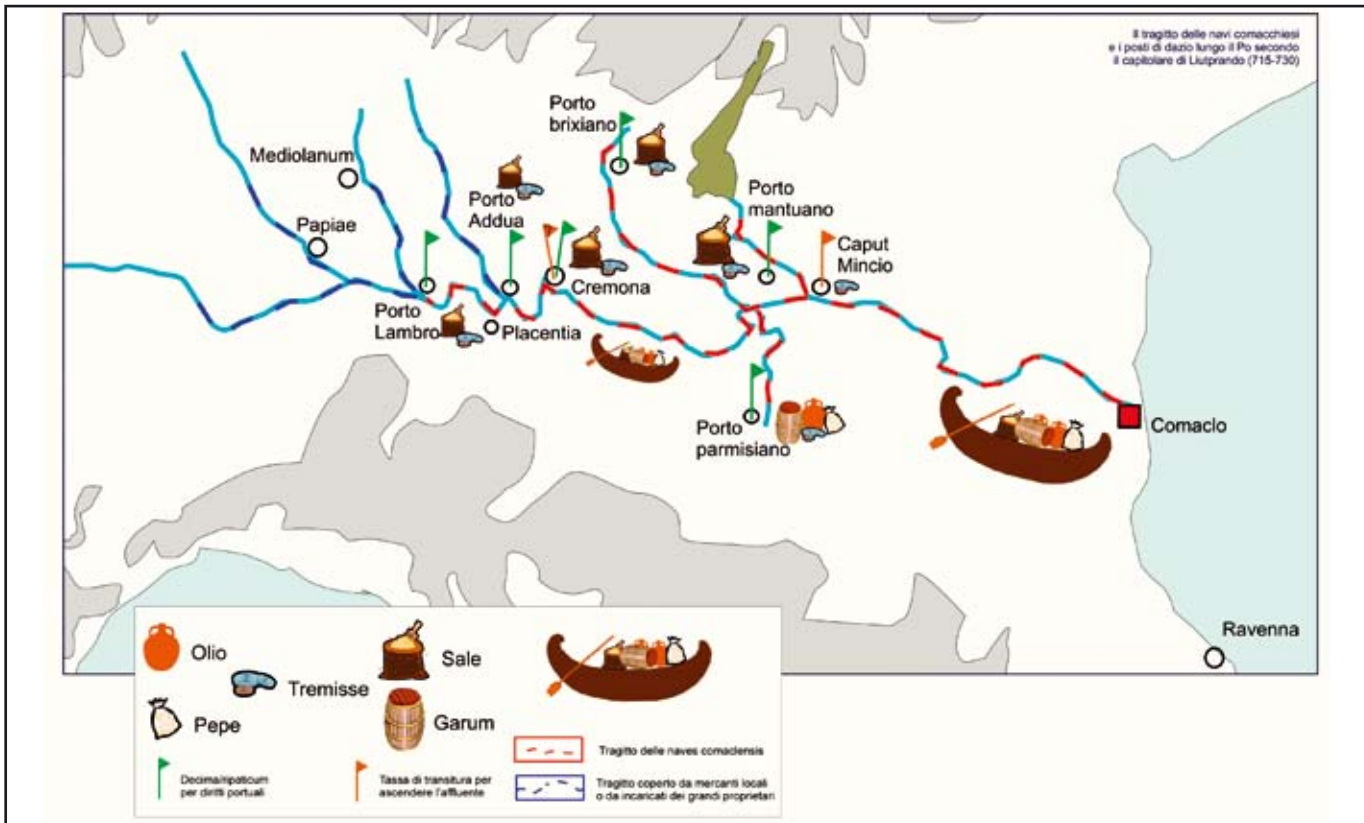 Il tragitto delle navi comacchiesi
e i posti di dazio lungo il Po secondo
il capitolare di Liutprando (715-730)
Porto
brixiano
Mediolanum
Porto
Addua
Porto
mantuano
Papiae
Caput
Mincio
Cremona
Porto
Lambro
Placentia
Porto
parmisiano
Comaclo
Ravenna
Olio
Sale
Tremisse
Pepe
Garum
Decima/ripaticum
per diritti portuali
Tassa di transitura per
ascendere l'affluente
Tragitto delle naves comaclensis
Tragitto coperto da mercanti locali
o da incaricati dei grandi proprietari